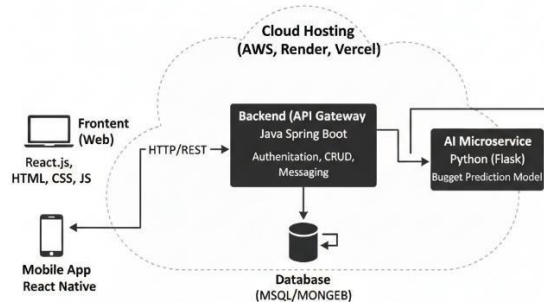 Cloud Hosting
(AWS, Render, Vercel)
Frontent
(Web)
React.js,
HTML, CSS, JS
HTTP/REST
Backend (API Gateway
Java Spring Boot
Authenitation, CRUD,
Messaging
AI Microservice
Python (Flask)
Bugget Prediction Model
Mobile App
React Native
Database
(MSQL/MONGEB)